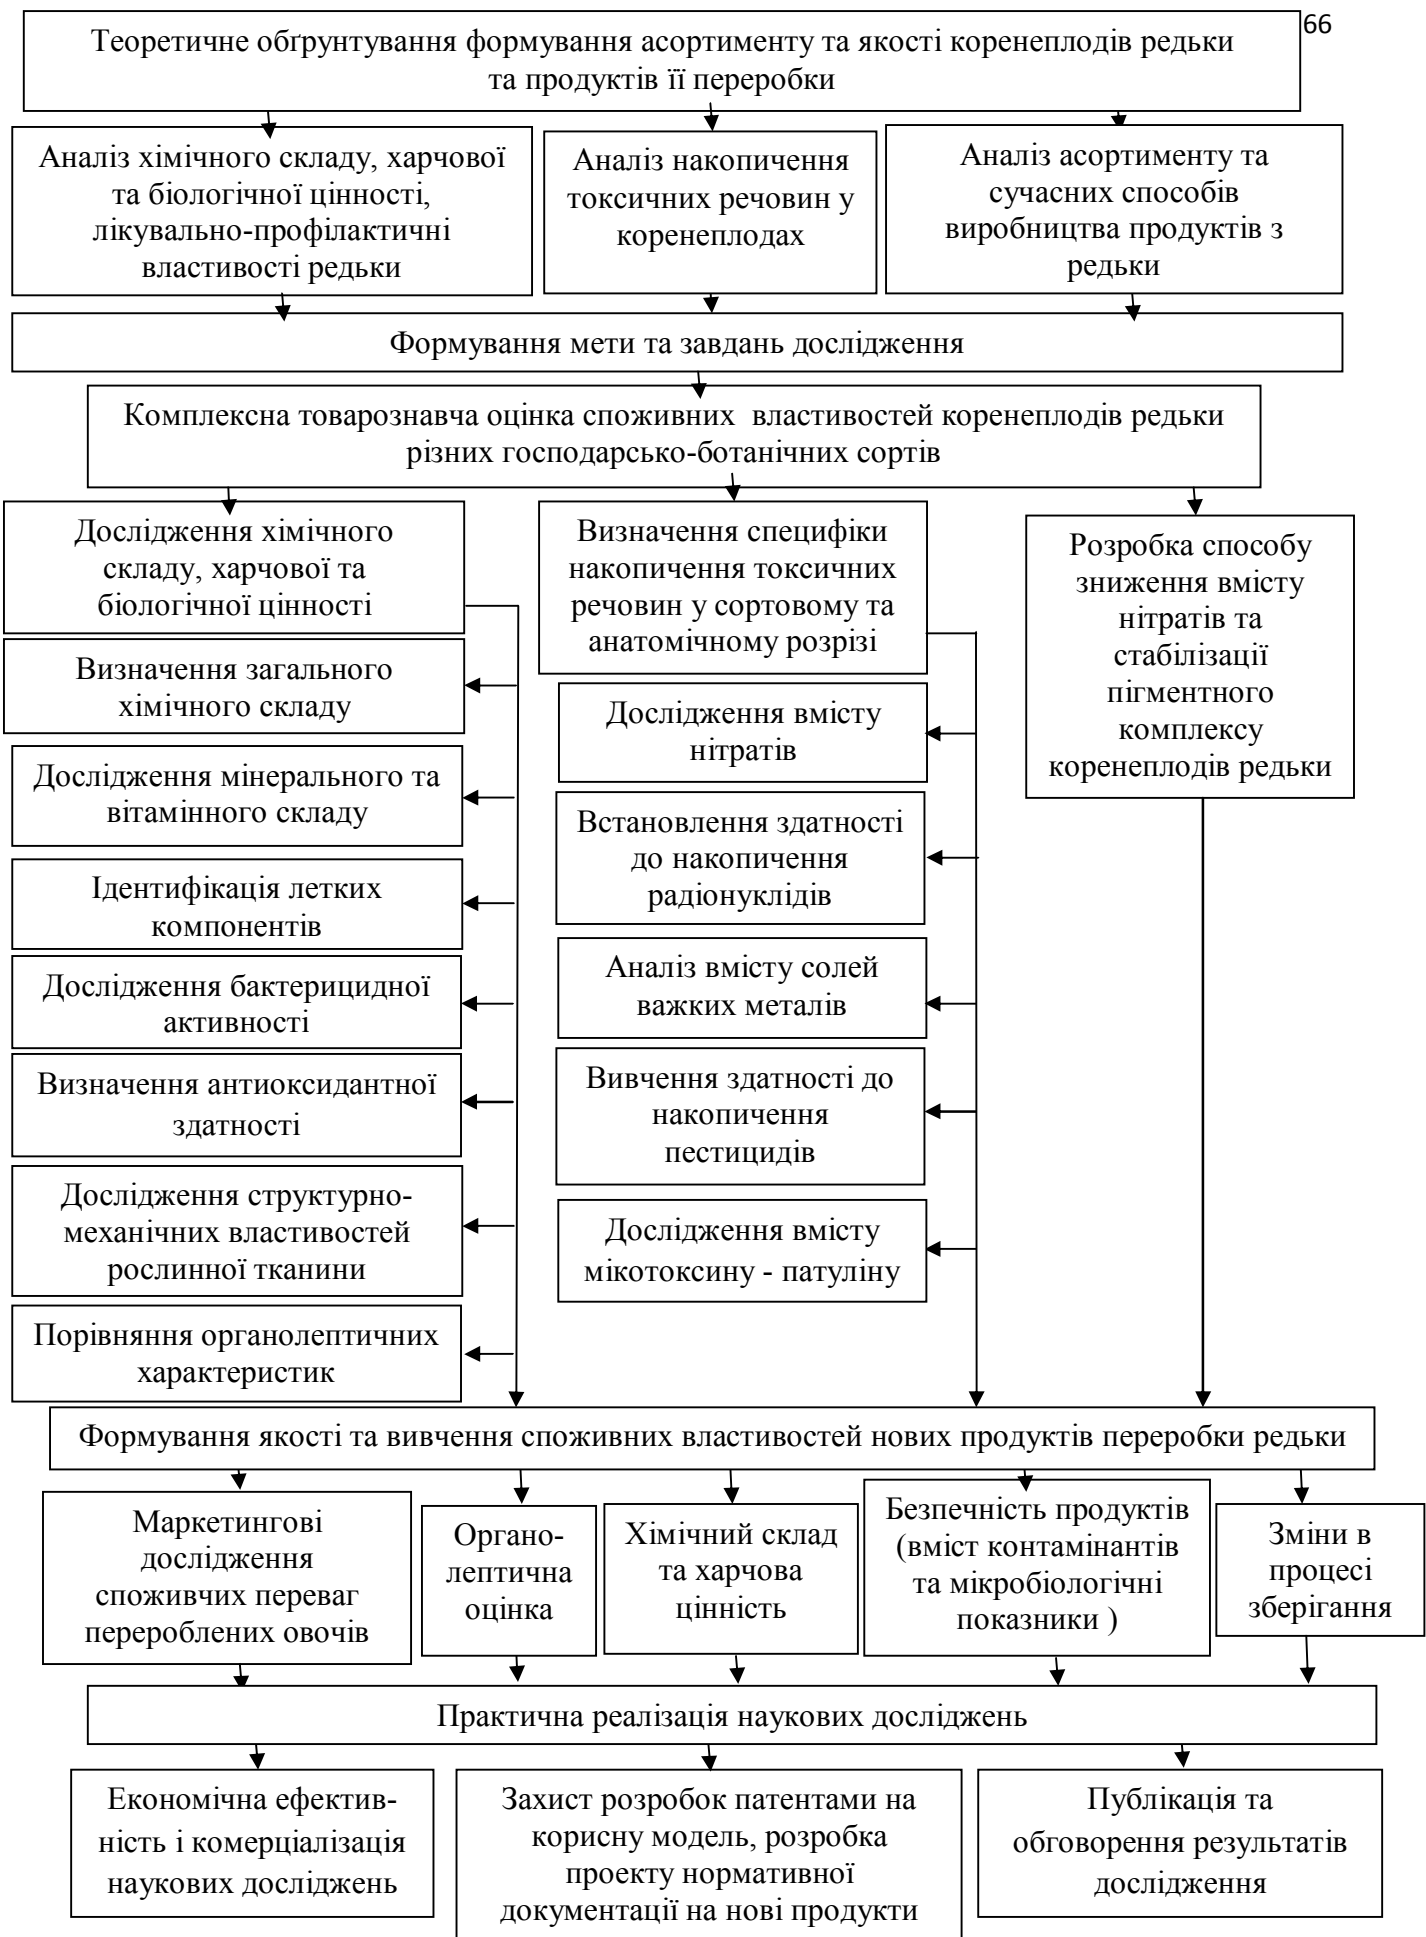 66
Теоретичне обґрунтування формування асортименту та якості коренеплодів редьки
та продуктів її переробки
Аналіз хімічного складу, харчової
та біологічної цінності,
лікувально-профілактичні
властивості редьки
Аналіз накопичення
токсичних речовин у
коренеплодах
Аналіз асортименту та
сучасних способів
виробництва продуктів з
редьки
Формування мети та завдань дослідження
Комплексна товарознавча оцінка споживних властивостей коренеплодів редьки
різних господарсько-ботанічних сортів
Дослідження хімічного
складу, харчової та
біологічної цінності
Визначення загального
хімічного складу
Дослідження мінерального та
вітамінного складу
Ідентифікація летких
компонентів
Дослідження бактерицидної
активності
Визначення антиоксидантної
здатності
Дослідження структурно-
механічних властивостей
рослинної тканини
Порівняння органолептичних
характеристик
Визначення специфіки
накопичення токсичних
речовин у сортовому та
анатомічному розрізі
Дослідження вмісту
нітратів
Встановлення здатності
до накопичення
радіонуклідів
Аналіз вмісту солей
важких металів
Вивчення здатності до
накопичення
пестицидів
Дослідження вмісту
мікотоксину - патуліну
Розробка способу
зниження вмісту
нітратів та
стабілізації
пігментного
комплексу
коренеплодів редьки
Формування якості та вивчення споживних властивостей нових продуктів переробки редьки
Маркетингові
дослідження
споживчих переваг
перероблених овочів
Органо-
лептична
оцінка
Хімічний склад
та харчова
цінність
Безпечність продуктів
(вміст контамінантів
та мікробіологічні
показники )
Зміни в
процесі
зберігання
Практична реалізація наукових досліджень
Економічна ефектив-
ність і комерціалізація
наукових досліджень
Захист розробок патентами на
корисну модель, розробка
проекту нормативної
документації на нові продукти
Публікація та
обговорення результатів
дослідження